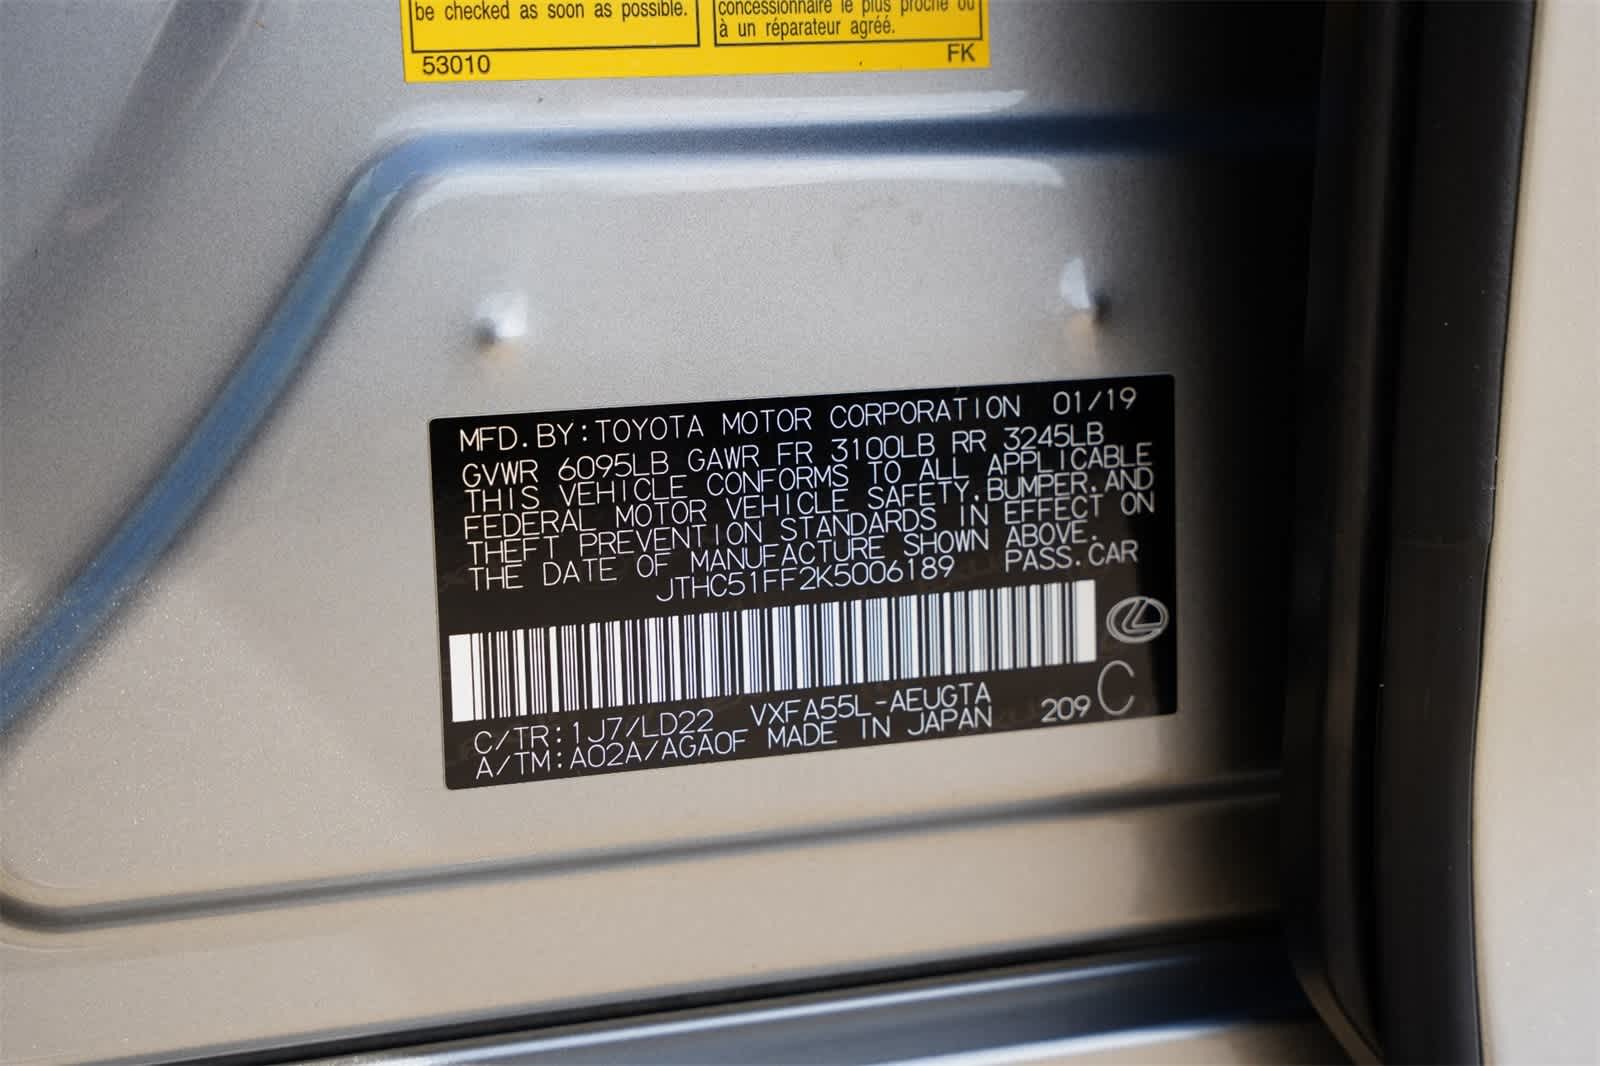 be checked as soon as possible.
concessionnaire le plus proche ou
à un réparateur agréé.
53010
FK
MFD.BY:TOYOTA MOTOR CORPORATION 01/19
GVWR 6095LB GAWR FR 3100LB RR 3245LB
THIS VEHICLE CONFORMS TO ALL APPLICABLE
FEDERAL MOTOR VEHICLE SAFETY,BUMPER,AND
THEFT PREVENTION STANDARDS IN EFFECT ON
THE DATE OF MANUFACTURE SHOWN ABOVE.
JTHC51FF2K5006189 PASS.CAR
C/TR:1J7/LD22 VXFA55L-AEUGTA
A/TM:A02A/AGA0F MADE IN JAPAN 209 C